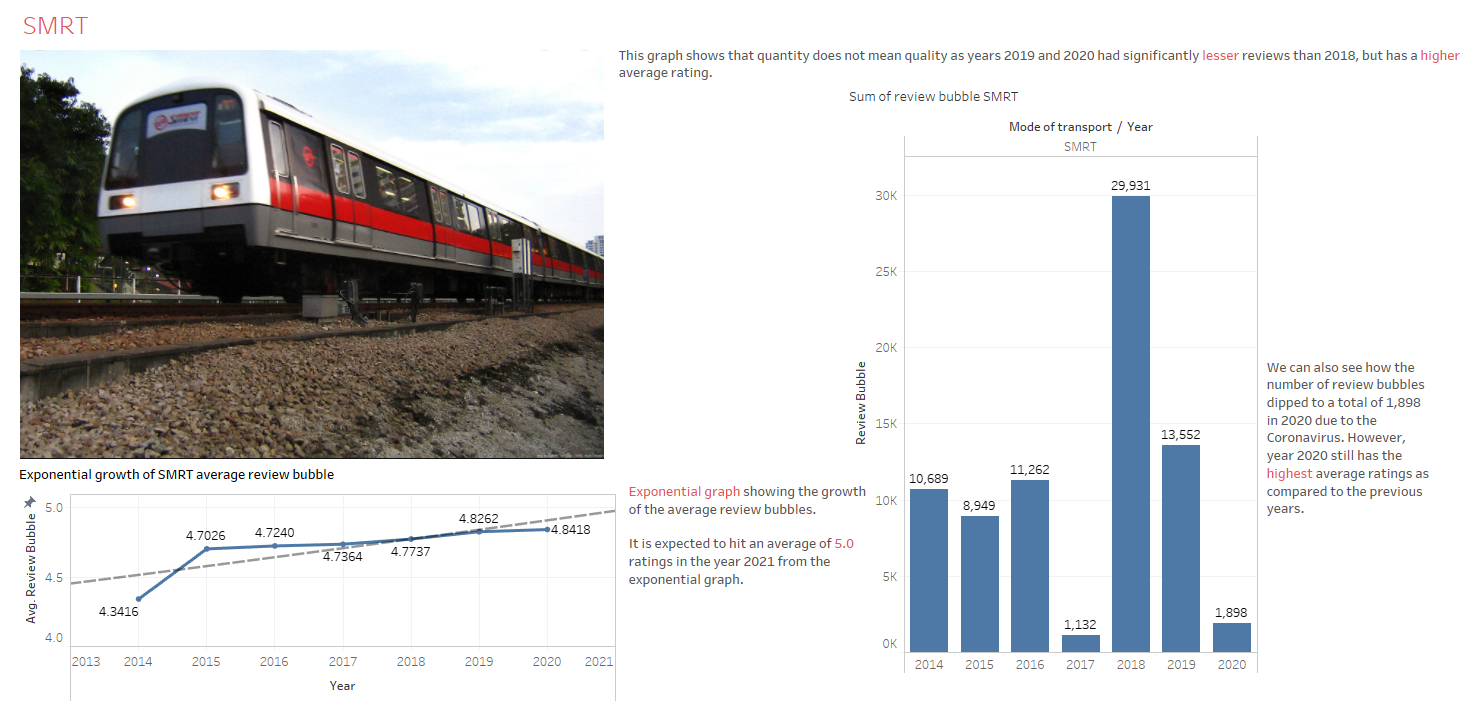 SMRT
This graph shows that quantity does not mean quality as years 2019 and 2020 had significantly lesser reviews than 2018, but has a higher
average rating.
Sum of review bubble SMRT
Mode of transport / Year
SMRT
Review Bubble
30K
25K
20K
15K
10K
5K
0K
10,689
8,949
11,262
1,132
29,931
13,552
1,898
2014
2015
2016
2017
2018
2019
2020
We can also see how the
number of review bubbles
dipped to a total of 1,898
in 2020 due to the
Coronavirus. However,
year 2020 still has the
highest average ratings as
compared to the previous
years.
Exponential growth of SMRT average review bubble
Avg. Review Bubble
5.0
4.5
4.0
4.3416
4.7026
4.7240
4.7364
4.7737
4.8262
4.8418
2013
2014
2015
2016
2017
2018
2019
2020
2021
Year
Exponential graph showing the growth
of the average review bubbles.
It is expected to hit an average of 5.0
ratings in the year 2021 from the
exponential graph.